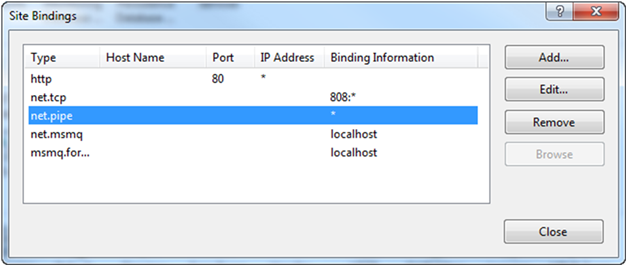 Site Bindings
Type Host Name Port IP Address Binding Information
http 80 *
net.tcp 808:*
net.pipe *
net.msmq localhost
msmq.for... localhost
Add...
Edit...
Remove
Browse
Close